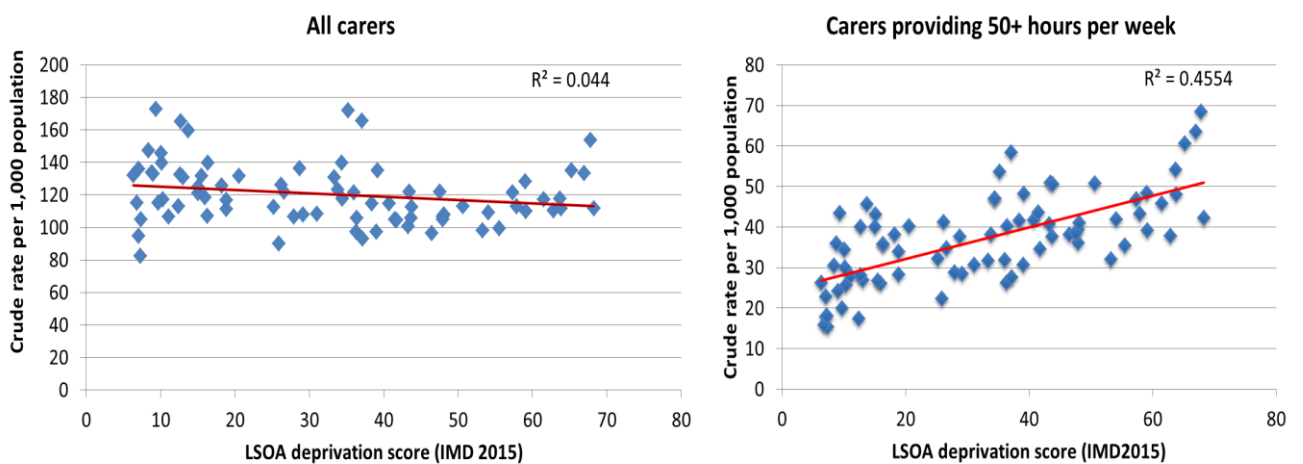 All carers
R² = 0.044
Crude rate per 1,000 population
200
180
160
140
120
100
80
60
40
20
0
0 10 20 30 40 50 60 70 80
LSOA deprivation score (IMD 2015)
Carers providing 50+ hours per week
R² = 0.4554
Crude rate per 1,000 population
80
70
60
50
40
30
20
10
0
0 20 40 60 80
LSOA deprivation score (IMD2015)